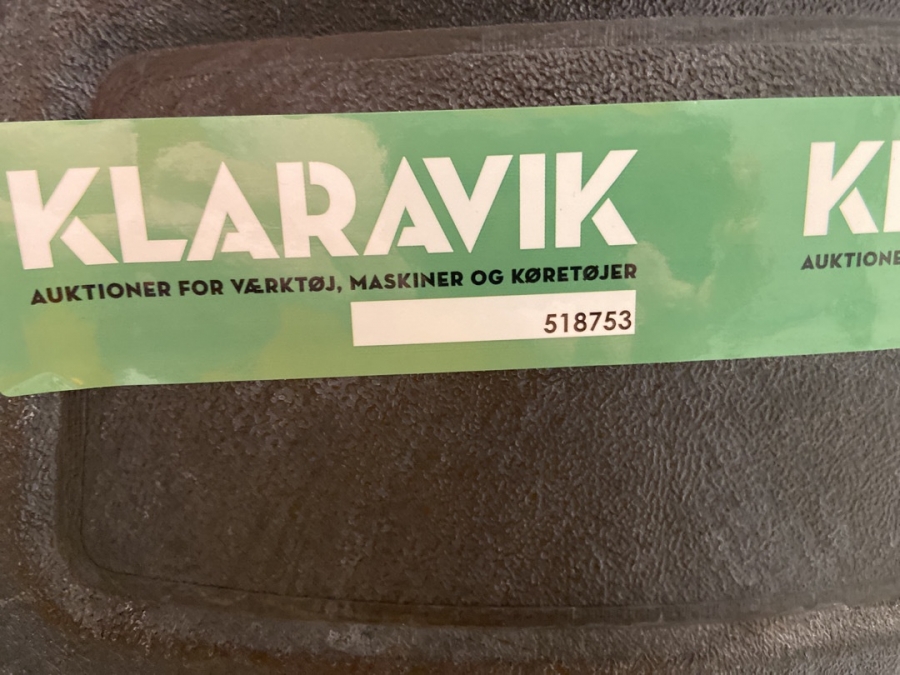 KLARAVIK
AUKTIONER FOR VÆRKTØJ, MASKINER OG KØRETØJER
518753